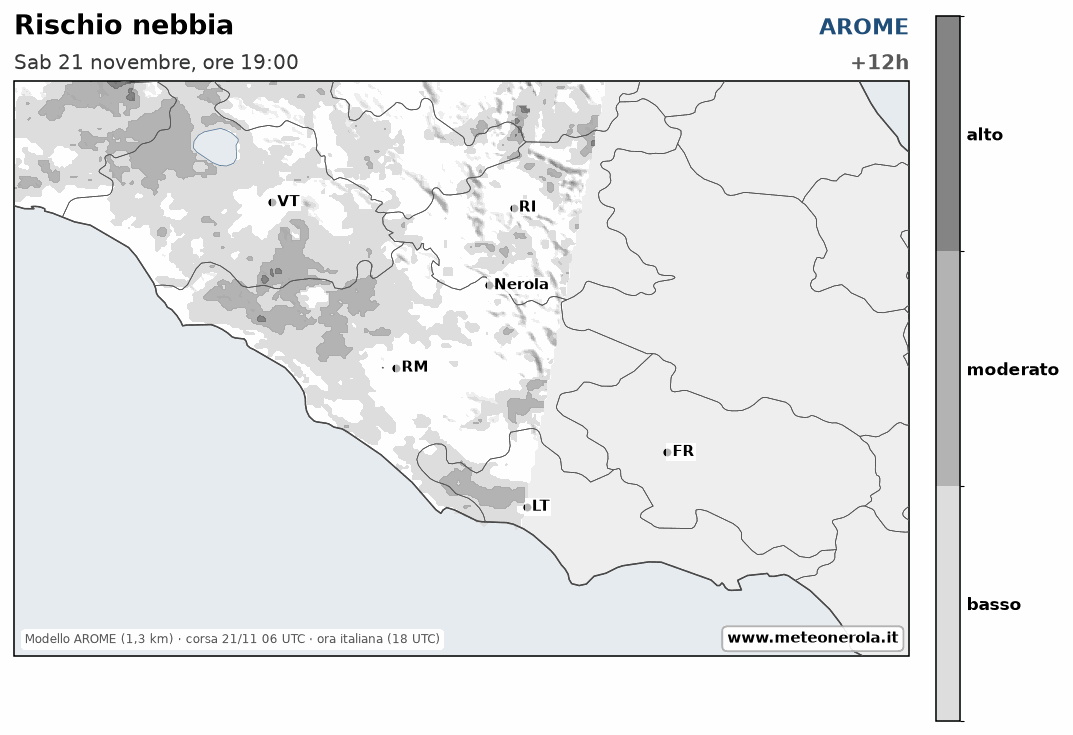 Rischio nebbia
AROME
Sab 21 novembre, ore 19:00
+12h
alto
VT
RI
Nerola
moderato
RM
FR
LT
basso
Modello AROME (1,3 km) · corsa 21/11 06 UTC · ora italiana (18 UTC)
www.meteonerola.it